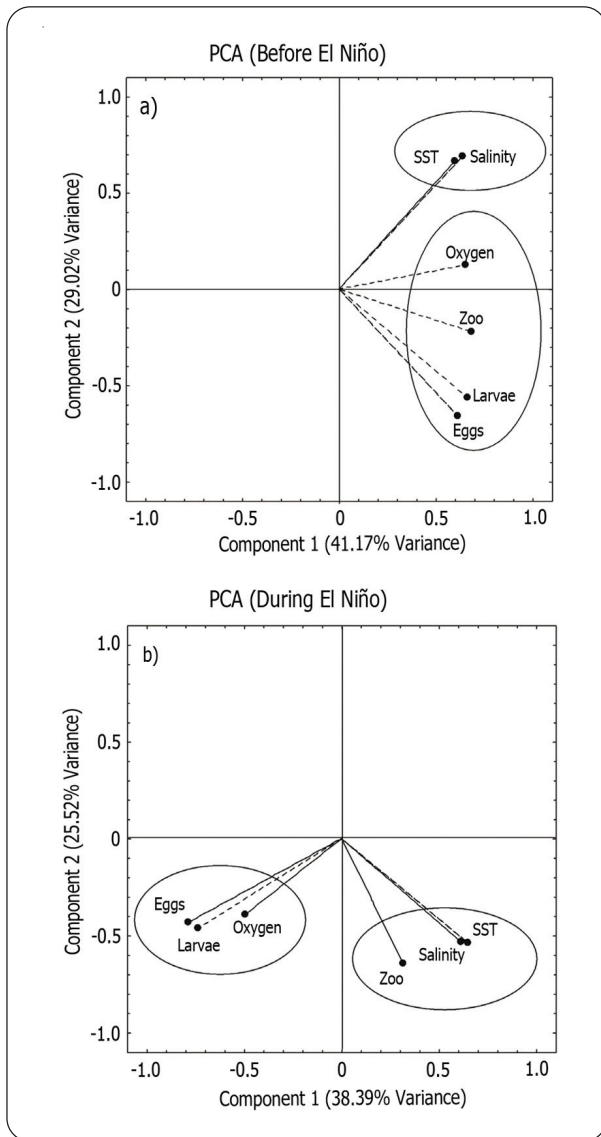 PCA (Before El Niño)
a)
1.0
0.5
0
-0.5
-1.0
Component 2 (29.02% Variance)
SST
Salinity
Oxygen
Zoo
Larvae
Eggs
-1.0 -0.5 0 0.5 1.0
Component 1 (41.17% Variance)
PCA (During El Niño)
b)
1.0
0.5
0
-0.5
-1.0
Component 2 (25.52% Variance)
Eggs
Larvae
Oxygen
SST
Salinity
Zoo
-1.0 -0.5 0 0.5 1.0
Component 1 (38.39% Variance)